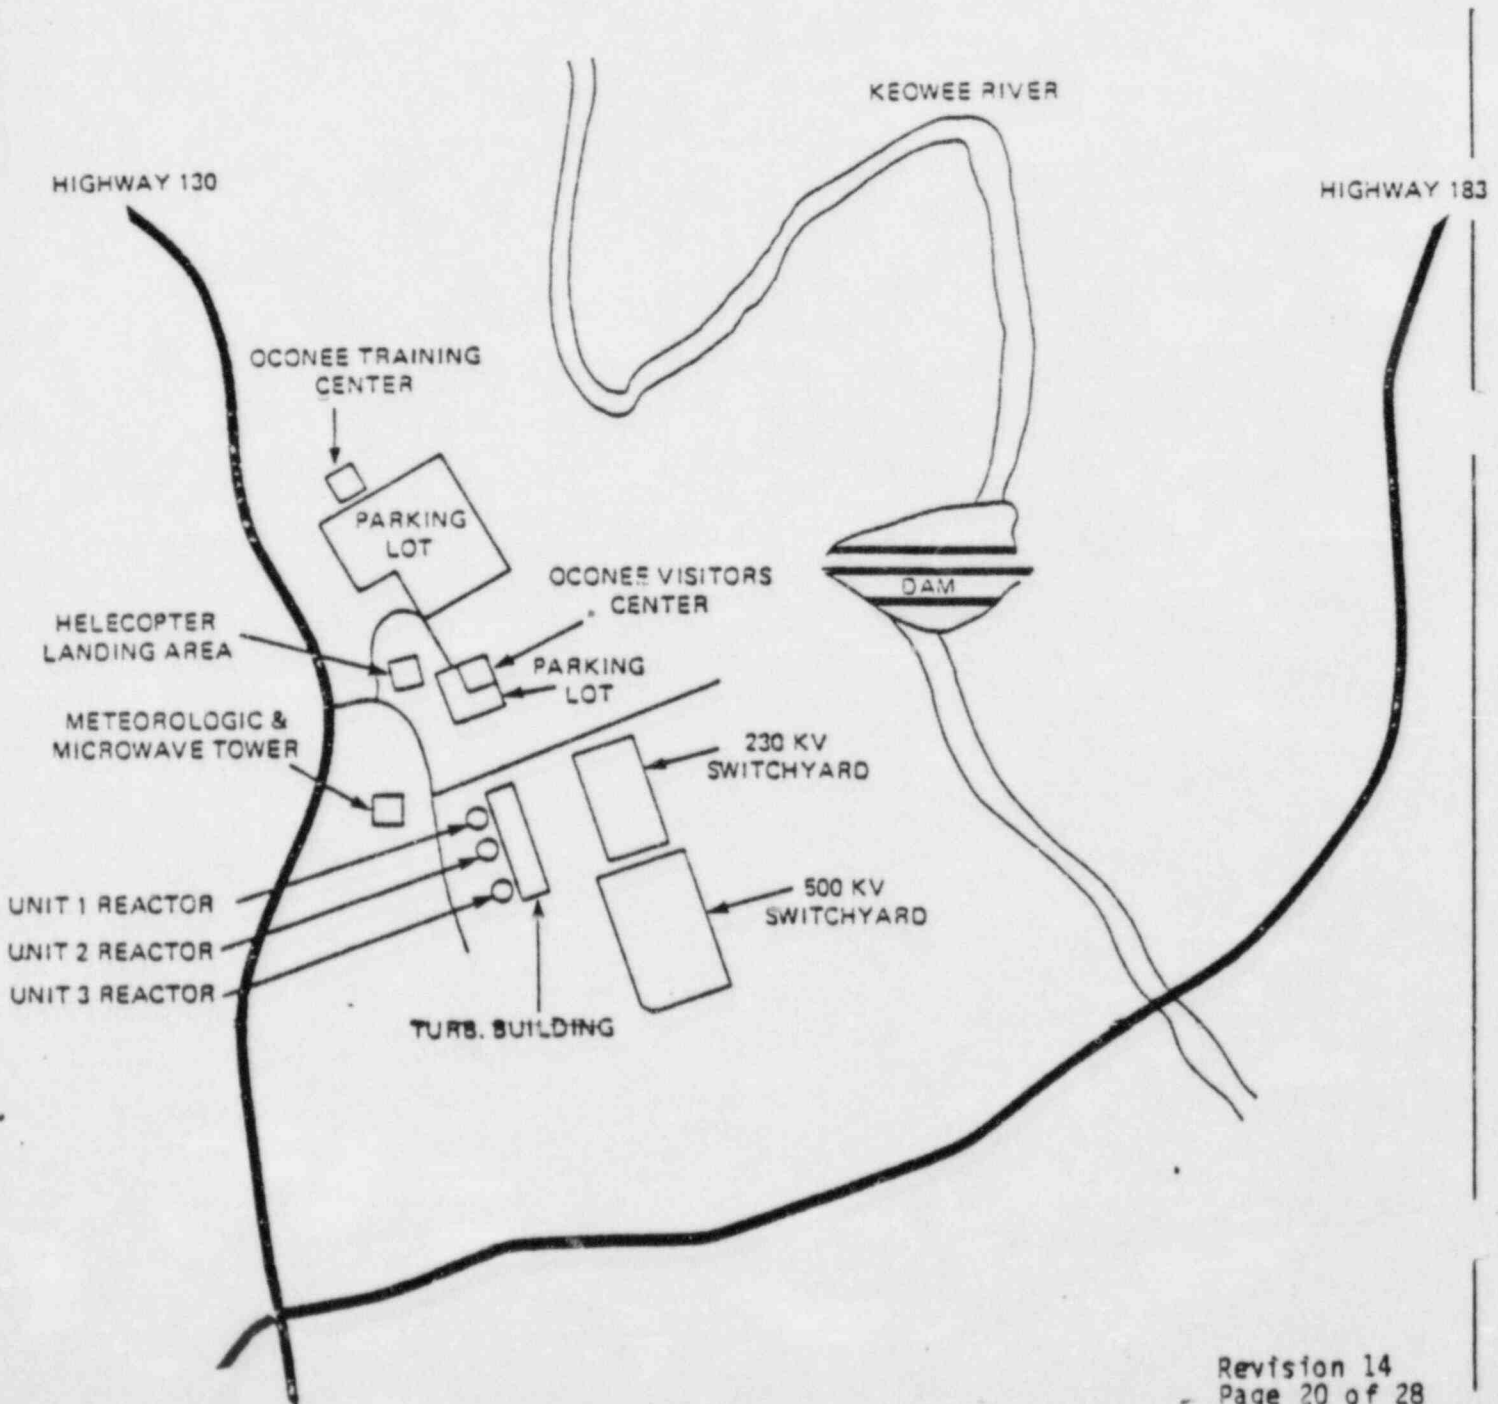 KEOWEE RIVER
HIGHWAY 130
HIGHWAY 183
OCONEE TRAINING
CENTER
PARKING
LOT
OCONEE VISITORS
CENTER
DAM
HELECOPTER
LANDING AREA
PARKING
LOT
METEOROLOGIC &
MICROWAVE TOWER
230 KV
SWITCHYARD
500 KV
SWITCHYARD
UNIT 1 REACTOR
UNIT 2 REACTOR
UNIT 3 REACTOR
TURB. BUILDING
Revision 14
Page 20 of 28